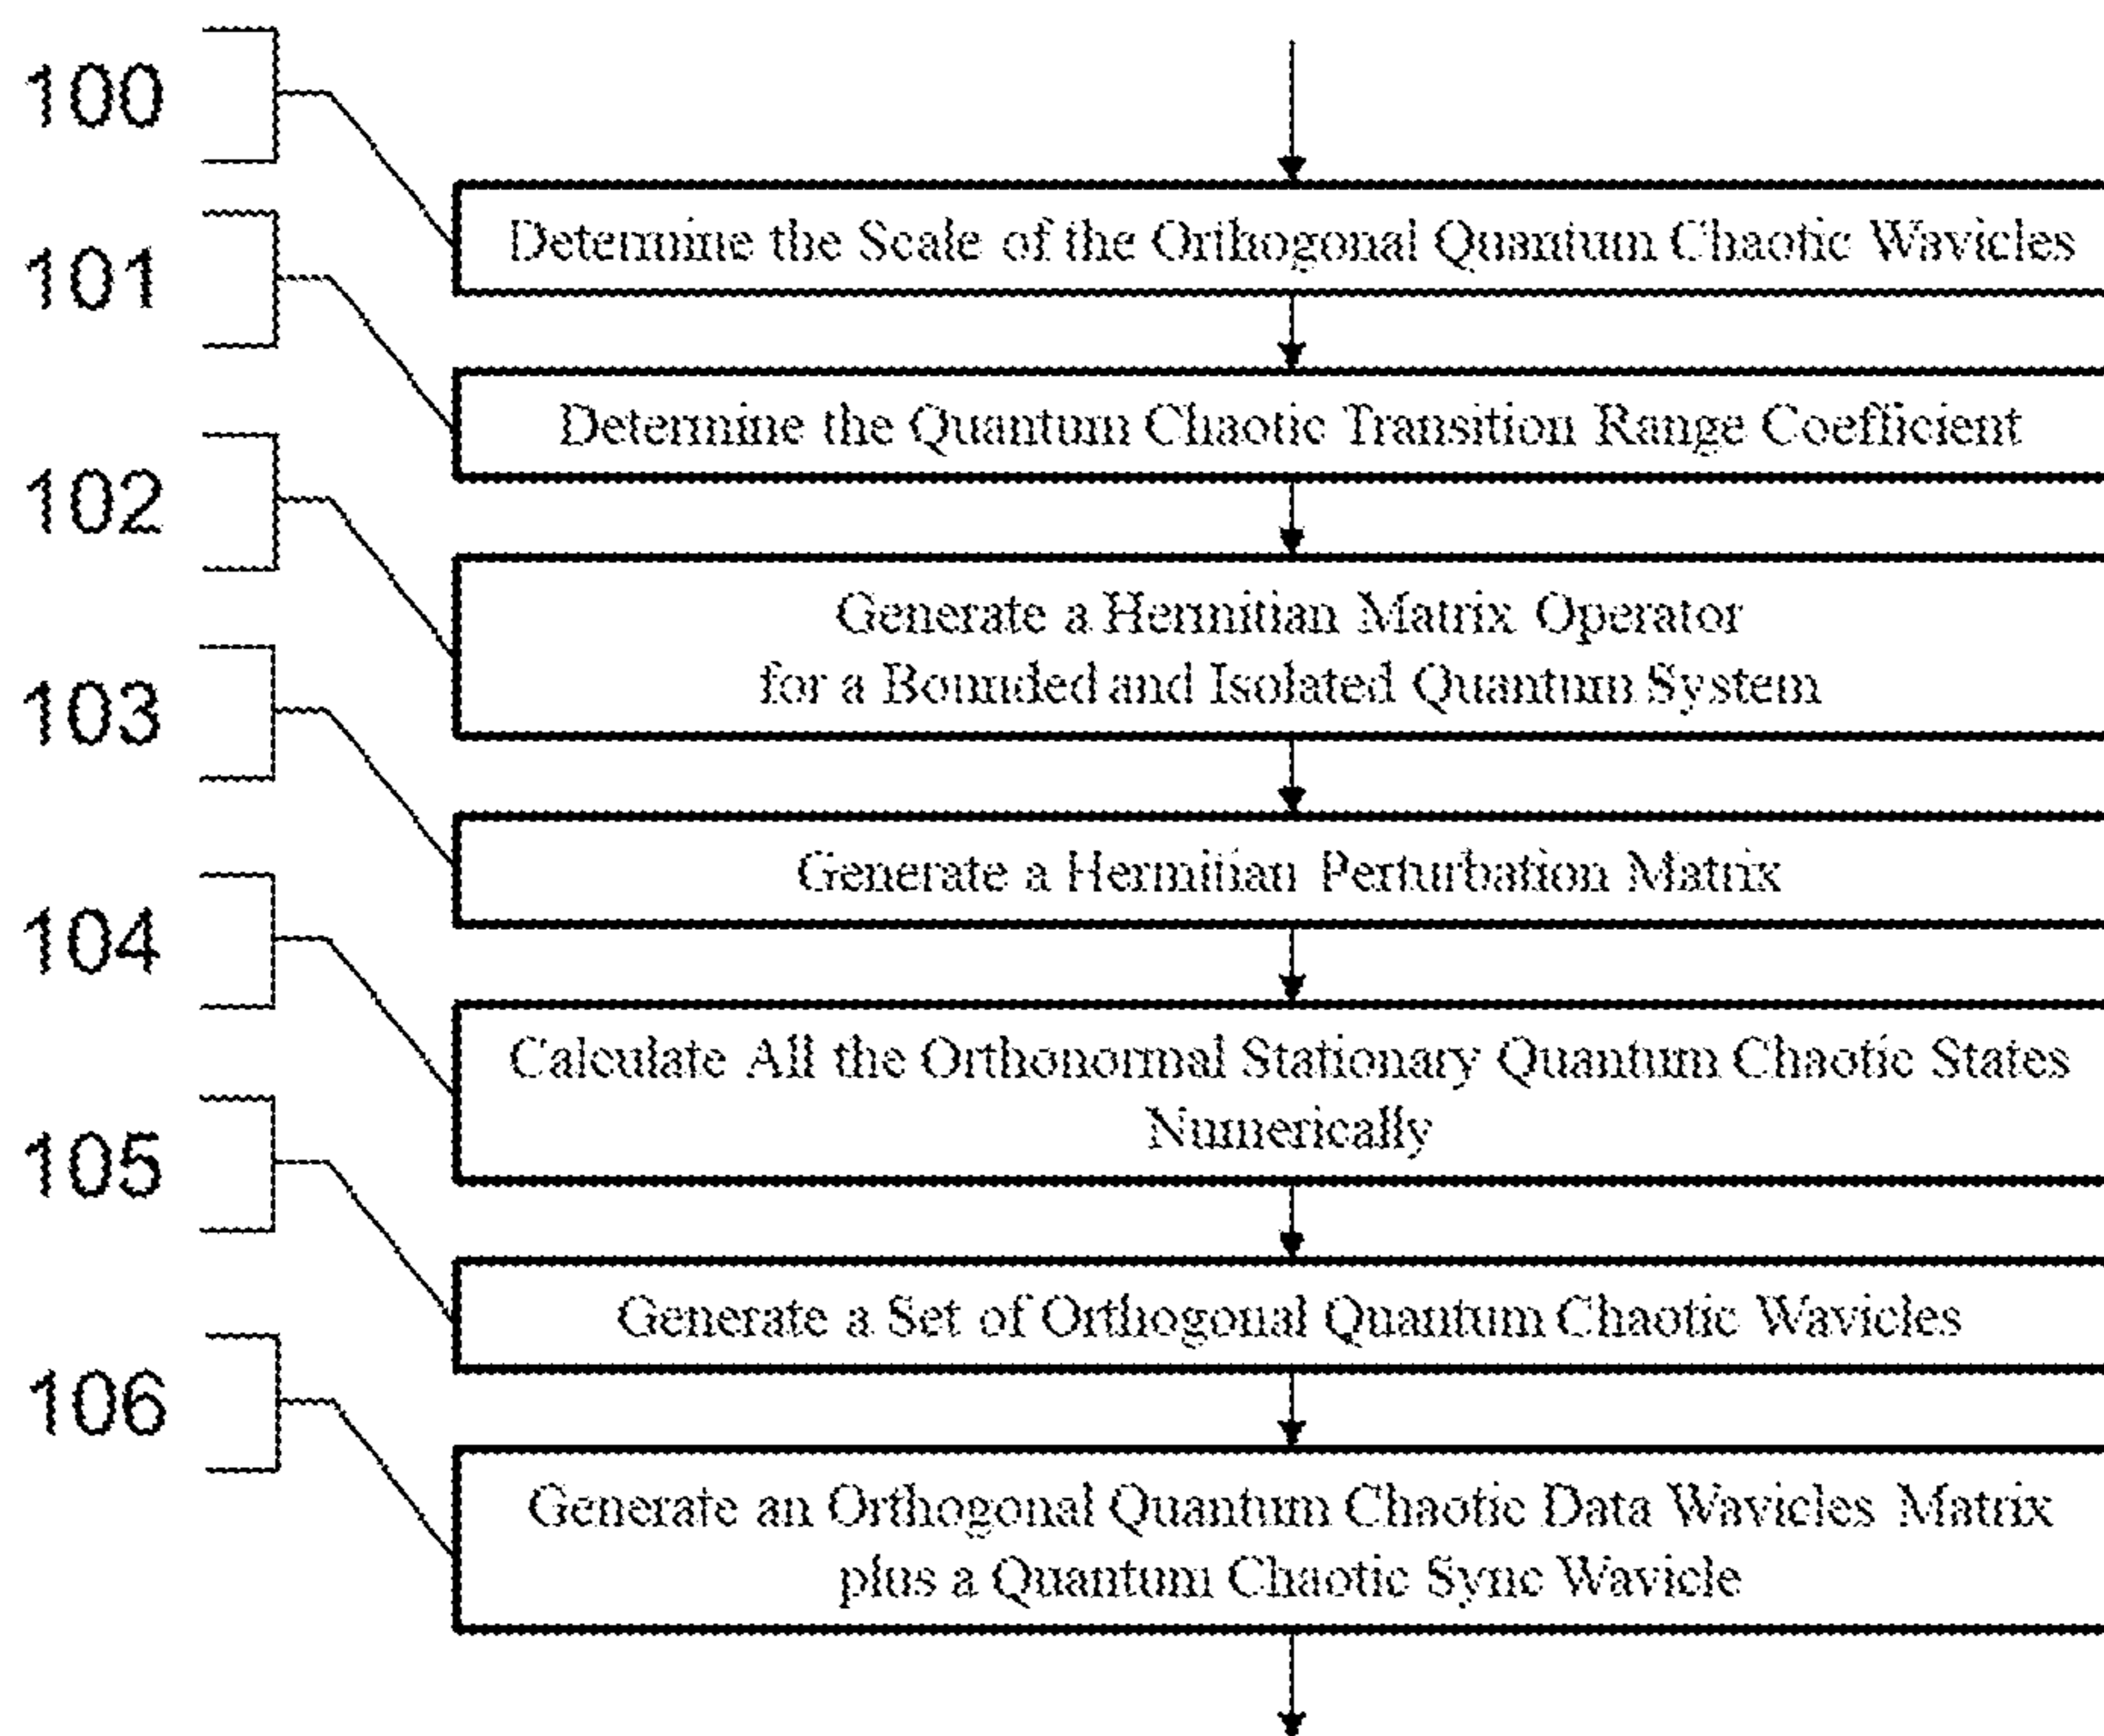 100
Determine the Scale of the Orthogonal Quantum Chaotic Wavicles
101
Determine the Quantum Chaotic Transition Range Coefficient
102
Generate a Hermitian Matrix Operator
for a Bounded and Isolated Quantum System
103
Generate a Hermitian Perturbation Matrix
104
Calculate All the Orthonormal Stationary Quantum Chaotic States
Numerically
105
Generate a Set of Orthogonal Quantum Chaotic Wavicles
106
Generate an Orthogonal Quantum Chaotic Data Wavicles Matrix
plus a Quantum Chaotic Sync Wavicle